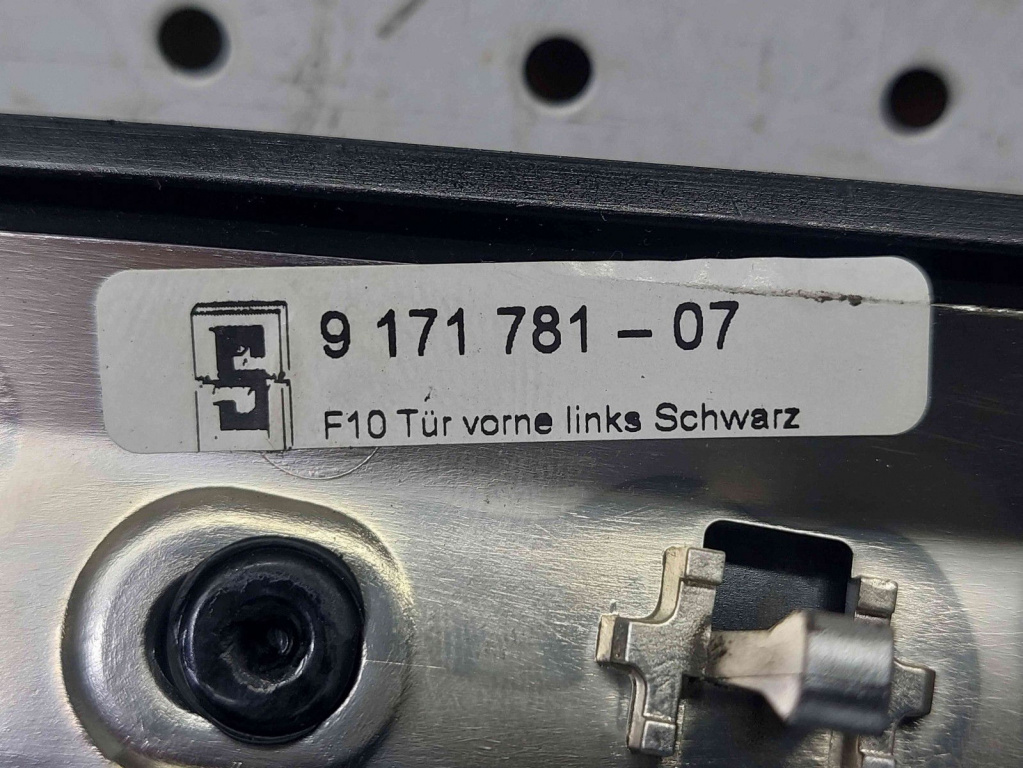 S
9 171 781 – 07
F10 Tür vorne links Schwarz